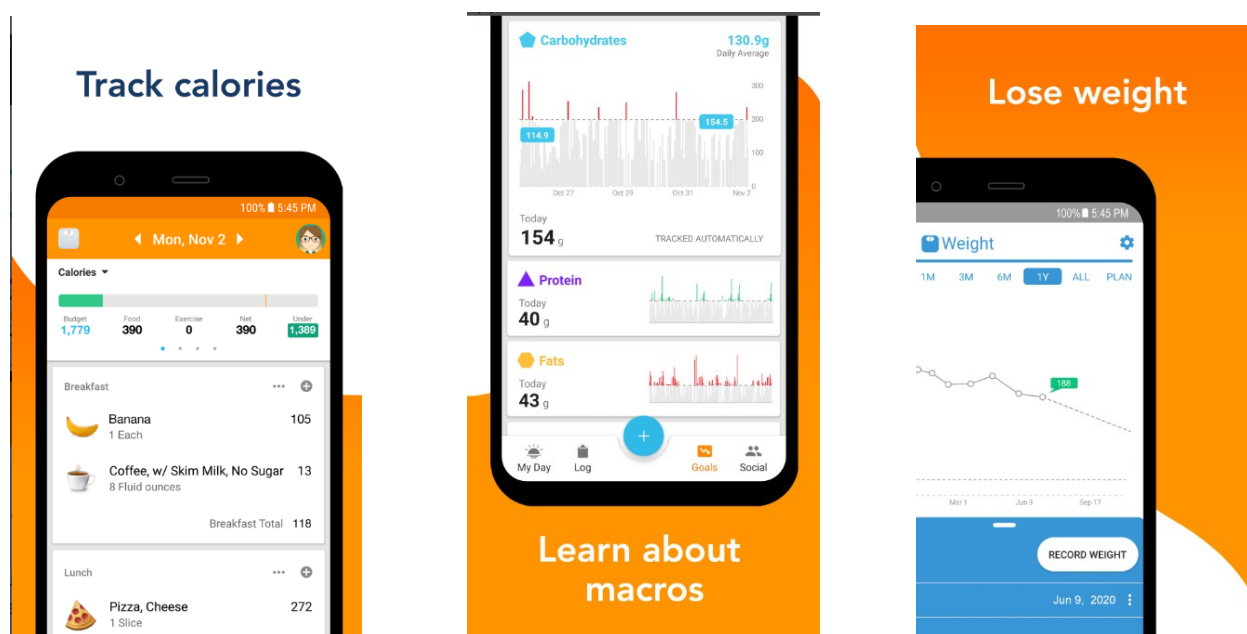 Track calories
100% 5:45 PM
Mon, Nov 2
Calories
Budget Food Exercise Net Under
1,779 390 0 390 1,389
Breakfast
Banana 105
1 Each
Coffee, w/ Skim Milk, No Sugar 13
8 Fluid ounces
Breakfast Total 118
Lunch
Pizza, Cheese 272
1 Slice
Carbohydrates 130.9g
Daily Average
300
200
154.5
114.9
100
0
Oct 27 Oct 29 Oct 31 Nov 2
Today
154 g TRACKED AUTOMATICALLY
Protein
Today
40 g
Fats
Today
43 g
My Day Log Goals Social
Learn about
macros
Lose weight
100% 5:45 PM
Weight
1M 3M 6M 1Y ALL PLAN
188
Mar 1 Jun 9 Sep 17
RECORD WEIGHT
Jun 9, 2020